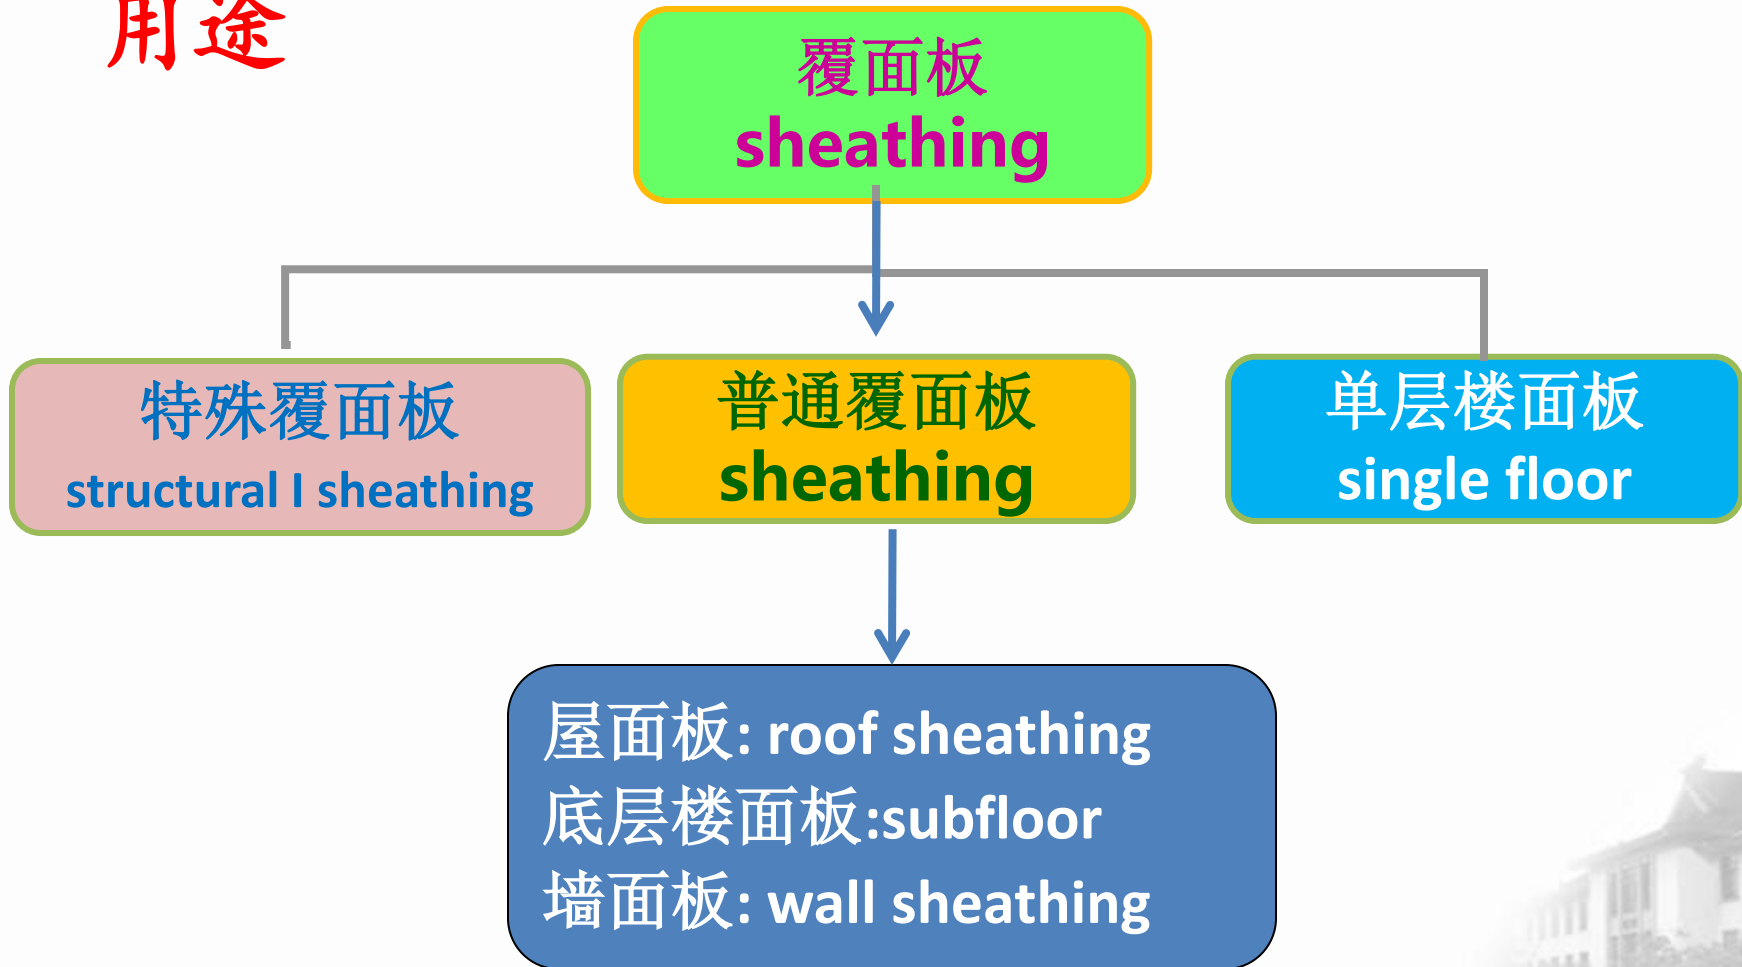 用途
覆面板
sheathing
特殊覆面板
structural I sheathing
普通覆面板
sheathing
单层楼面板
single floor
屋面板: roof sheathing
底层楼面板:subfloor
墙面板: wall sheathing